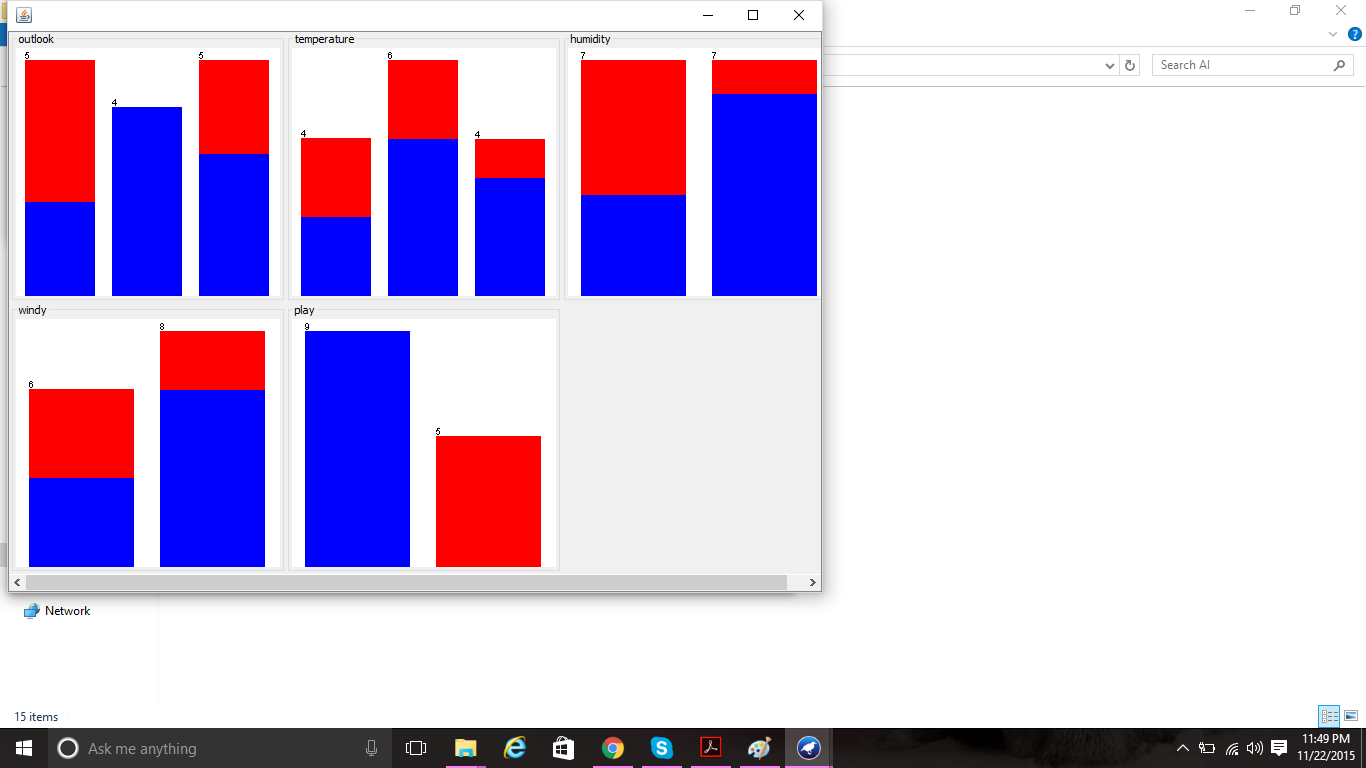 outlook
5
4
5
temperature
4
6
4
humidity
7
7
windy
6
8
play
9
5
Search AI
Network
15 items
Ask me anything
11:49 PM
11/22/2015